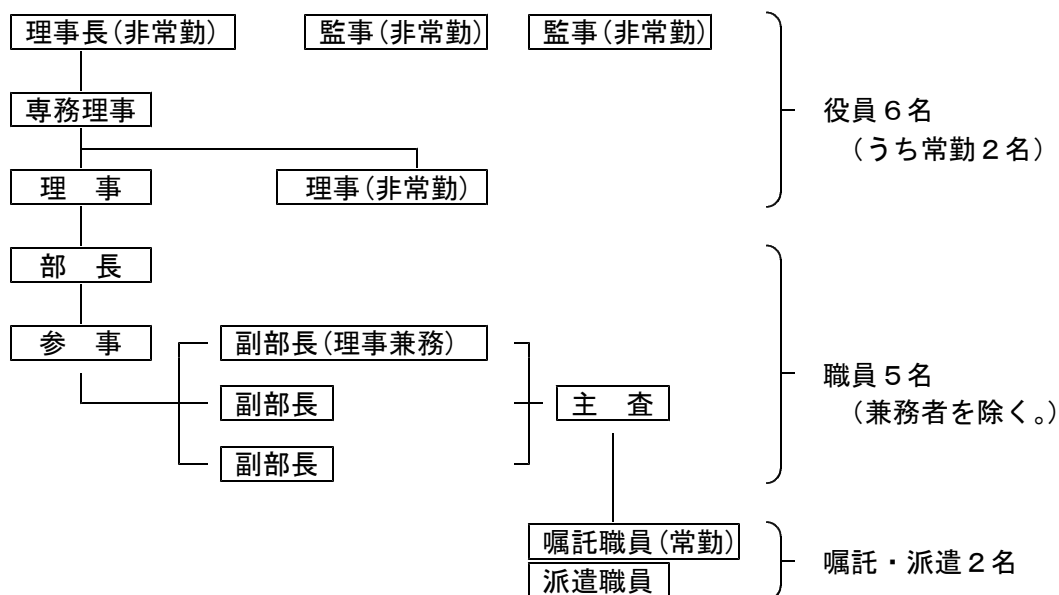 理事長(非常勤)
監事(非常勤)
監事(非常勤)
専務理事
役員６名
(うち常勤２名)
理　事
理事(非常勤)
部　長
参　事
副部長(理事兼務)
職員５名
副部長
主　査
(兼務者を除く。)
副部長
嘱託職員(常勤)
嘱託・派遣２名
派遣職員